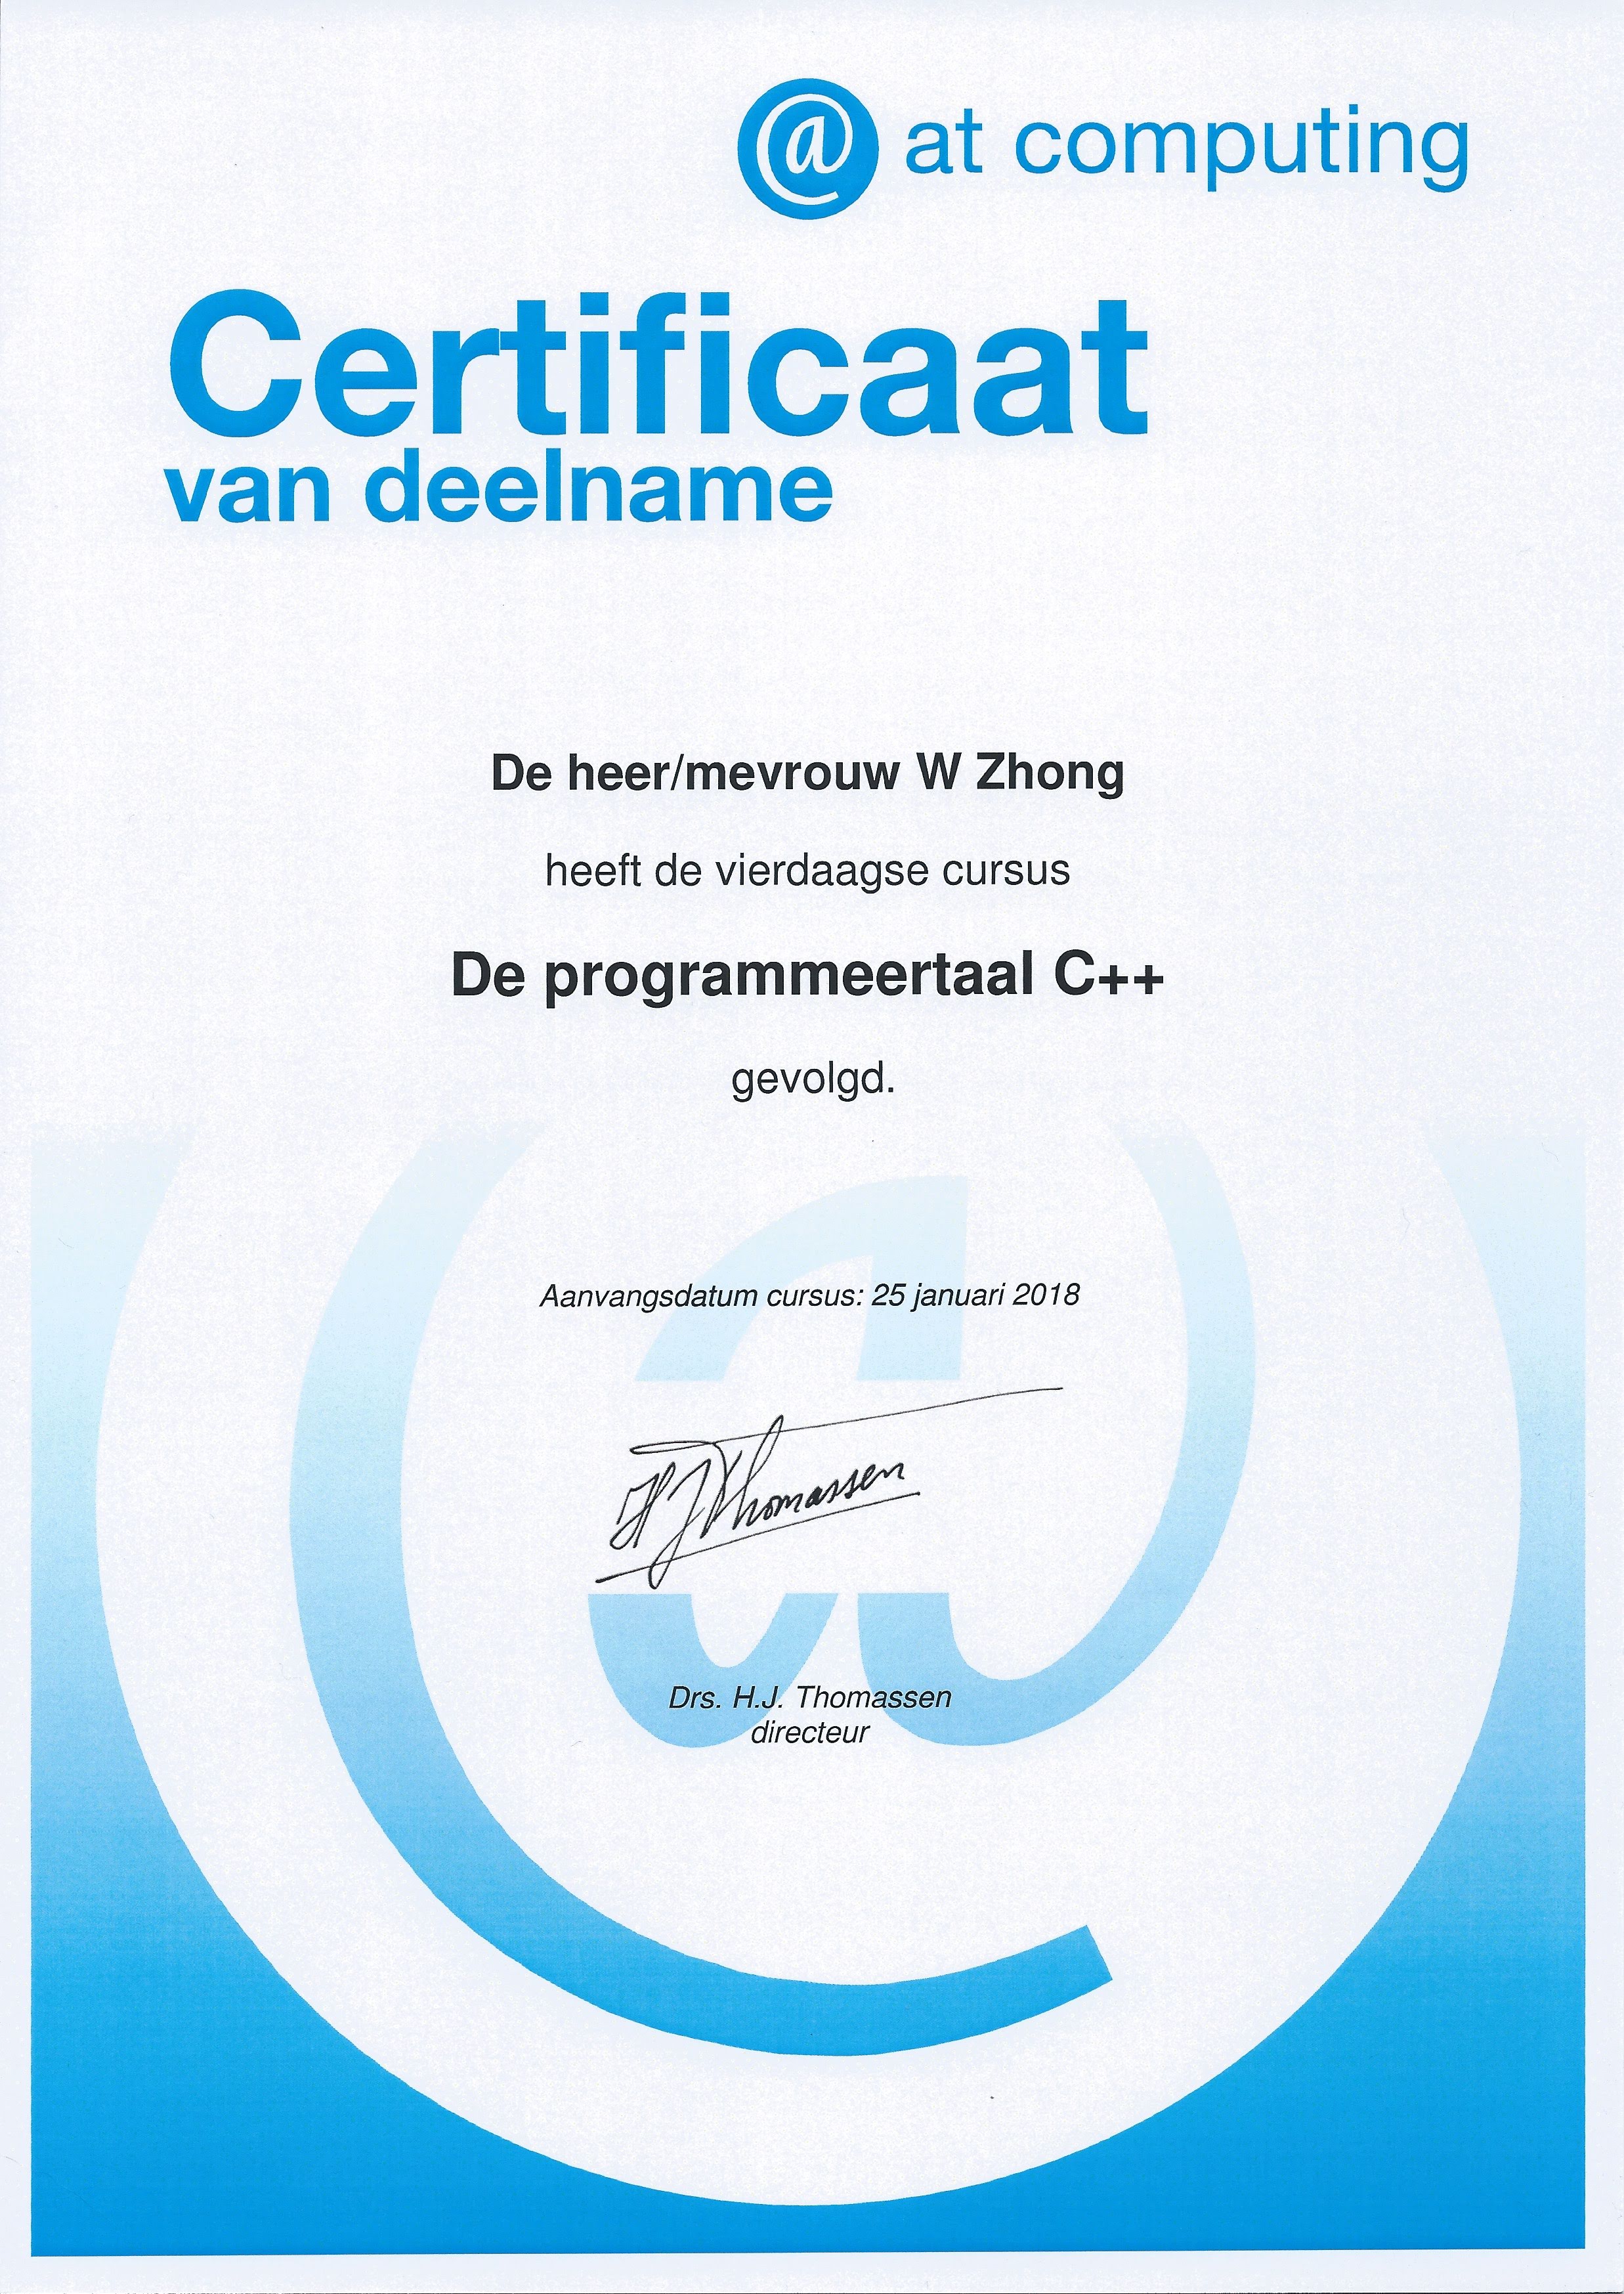 @ at computing
Certificaat
van deelname
De heer/mevrouw W Zhong
heeft de vierdaagse cursus
De programmeertaal C++
gevolgd.
Aanvangsdatum cursus: 25 januari 2018
HJThomassen
Drs. H.J. Thomassen
directeur